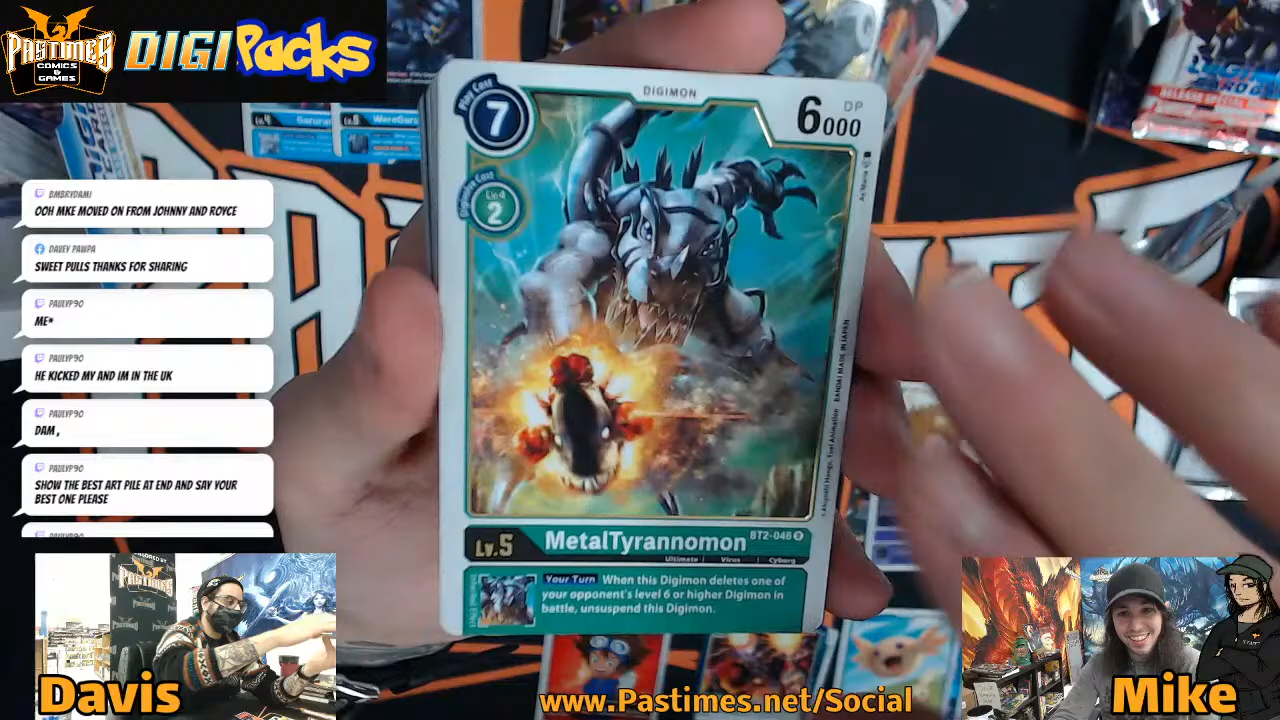 PASTIMES
COMICS
&
GAMES
DIGI Packs
BMBRYDAMI
OOH MKE MOVED ON FROM JOHNNY AND ROYCE
DAVEY PAWPA
SWEET PULLS THANKS FOR SHARING
PAULYP90
ME*
PAULYP90
HE KICKED MY AND IM IN THE UK
PAULYP90
DAM,
PAULYP90
SHOW THE BEST ART PILE AT END AND SAY YOUR
BEST ONE PLEASE
Play Cost
7
DIGIMON
DP
6000
Digivolve Cost
Lv.4
2
BANDAI MADE IN JAPAN
Lv.5
MetalTyrannomon
BT2-046 U
Ultimate Virus Cyborg
Your Turn When this Digimon deletes one of
your opponent's level 6 or higher Digimon in
battle, unsuspend this Digimon.
Davis
www.Pastimes.net/Social
Mike
PASTIMES